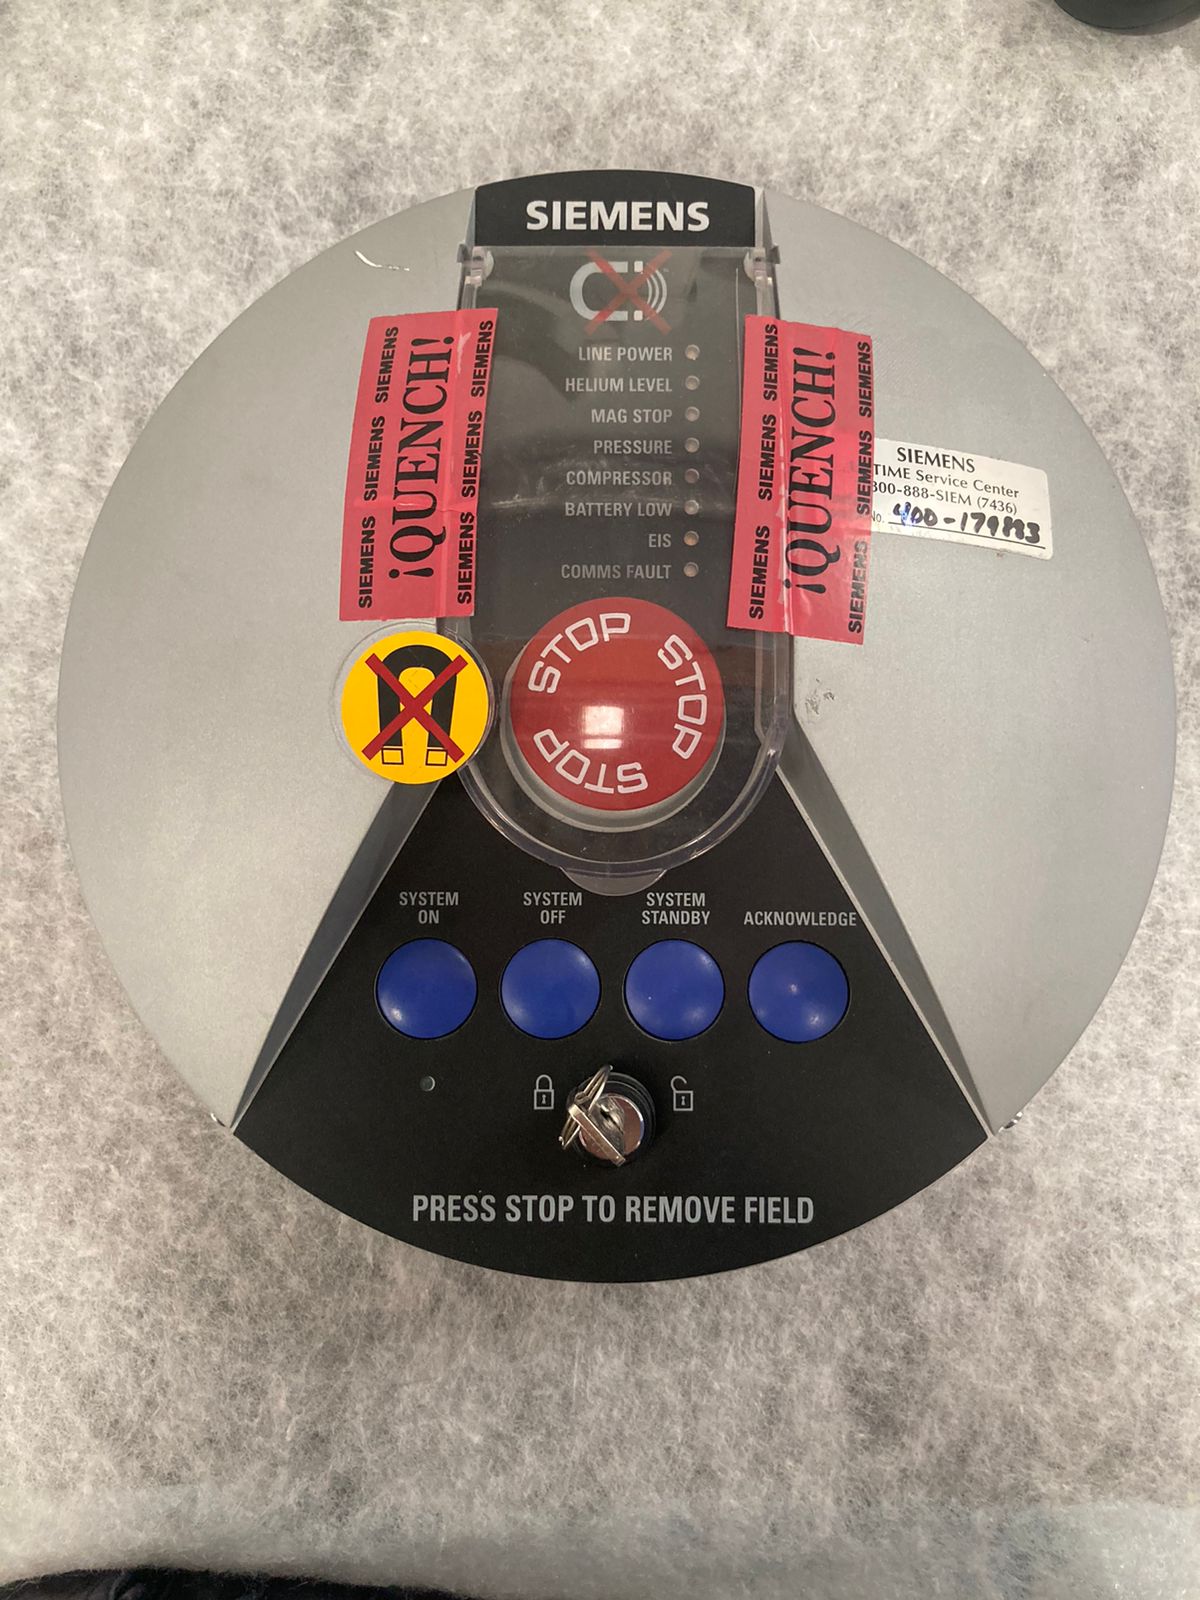 SIEMENS
LINE POWER
HELIUM LEVEL
MAG STOP
PRESSURE
COMPRESSOR
BATTERY LOW
EIS
COMMS FAULT
SIEMENS SIEMENS SIEMENS
¡QUENCH!
SIEMENS SIEMENS SIEMENS
SIEMENS SIEMENS SIEMENS
¡QUENCH!
SIEMENS SIEMENS SIEMENS
SIEMENS
TIME Service Center
800-888-SIEM (7436)
No.
STOP STOP STOP STOP
SYSTEM
ON
SYSTEM
OFF
SYSTEM
STANDBY
ACKNOWLEDGE
PRESS STOP TO REMOVE FIELD